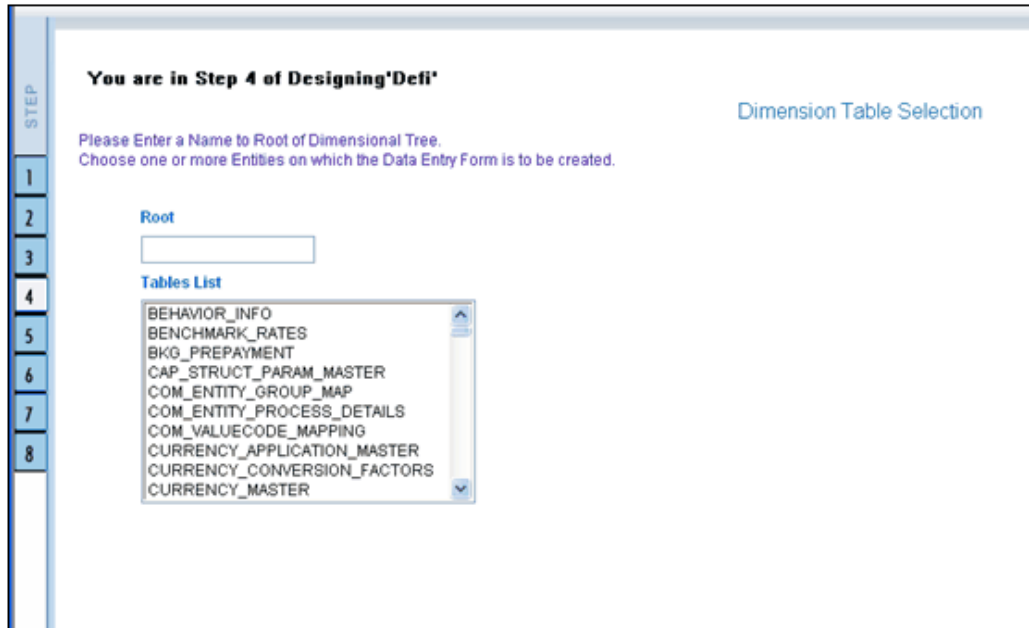 You are in Step 4 of Designing'Defi'
Dimension Table Selection
Please Enter a Name to Root of Dimensional Tree.
Choose one or more Entities on which the Data Entry Form is to be created.
STEP
1
2
3
4
5
6
7
8
Root
Tables List
BEHAVIOR_INFO
BENCHMARK_RATES
BKG_PREPAYMENT
CAP_STRUCT_PARAM_MASTER
COM_ENTITY_GROUP_MAP
COM_ENTITY_PROCESS_DETAILS
COM_VALUECODE_MAPPING
CURRENCY_APPLICATION_MASTER
CURRENCY_CONVERSION_FACTORS
CURRENCY_MASTER